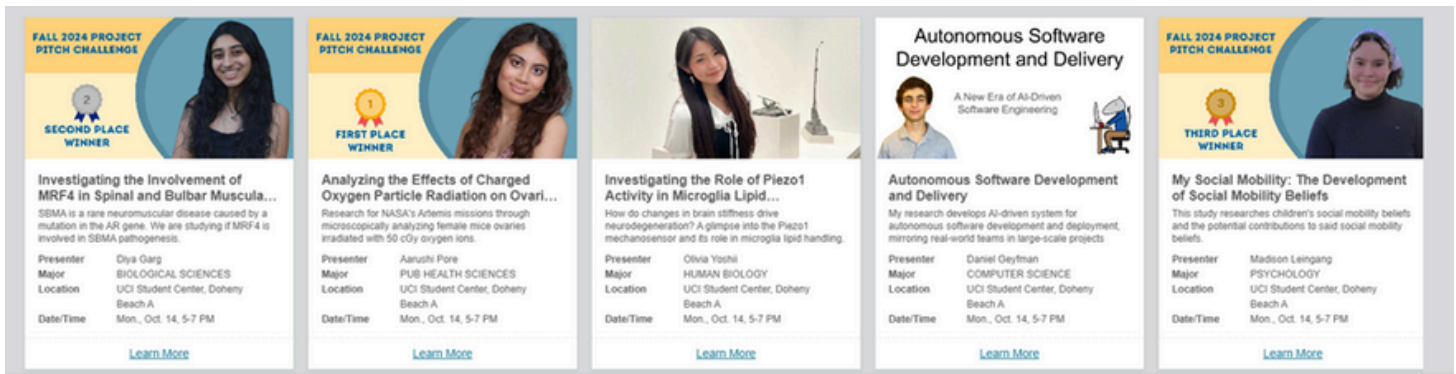 FALL 2024 PROJECT
PITCH CHALLENGE
2
SECOND PLACE
WINNER
Investigating the Involvement of
MRF4 in Spinal and Bulbar Muscula...
SBMA is a rare neuromuscular disease caused by a
mutation in the AR gene. We are studying if MRF4 is
involved in SBMA pathogenesis.
Presenter Diya Garg
Major BIOLOGICAL SCIENCES
Location UCI Student Center, Doheny
Beach A
Date/Time Mon., Oct. 14, 5-7 PM
Learn More
FALL 2024 PROJECT
PITCH CHALLENGE
1
FIRST PLACE
WINNER
Analyzing the Effects of Charged
Oxygen Particle Radiation on Ovari...
Research for NASA's Artemis missions through
microscopically analyzing female mice ovaries
irradiated with 50 cGy oxygen ions.
Presenter Aarushi Pore
Major PUB HEALTH SCIENCES
Location UCI Student Center, Doheny
Beach A
Date/Time Mon., Oct. 14, 5-7 PM
Learn More
Investigating the Role of Piezo1
Activity in Microglia Lipid...
How do changes in brain stiffness drive
neurodegeneration? A glimpse into the Piezo1
mechanosensor and its role in microglia lipid handling.
Presenter Olivia Yoshii
Major HUMAN BIOLOGY
Location UCI Student Center, Doheny
Beach A
Date/Time Mon., Oct. 14, 5-7 PM
Learn More
Autonomous Software
Development and Delivery
A New Era of AI-Driven
Software Engineering
Autonomous Software Development
and Delivery
My research develops AI-driven system for
autonomous software development and deployment,
mirroring real-world teams in large-scale projects
Presenter Daniel Geyfman
Major COMPUTER SCIENCE
Location UCI Student Center, Doheny
Beach A
Date/Time Mon., Oct. 14, 5-7 PM
Learn More
FALL 2024 PROJECT
PITCH CHALLENGE
3
THIRD PLACE
WINNER
My Social Mobility: The Development
of Social Mobility Beliefs
This study researches children's social mobility beliefs
and the potential contributions to said social mobility
beliefs.
Presenter Madison Leingang
Major PSYCHOLOGY
Location UCI Student Center, Doheny
Beach A
Date/Time Mon., Oct. 14, 5-7 PM
Learn More